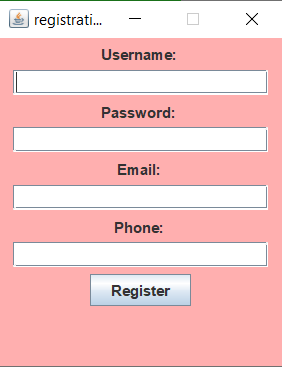 registrati...
Username:
Password:
Email:
Phone:
Register